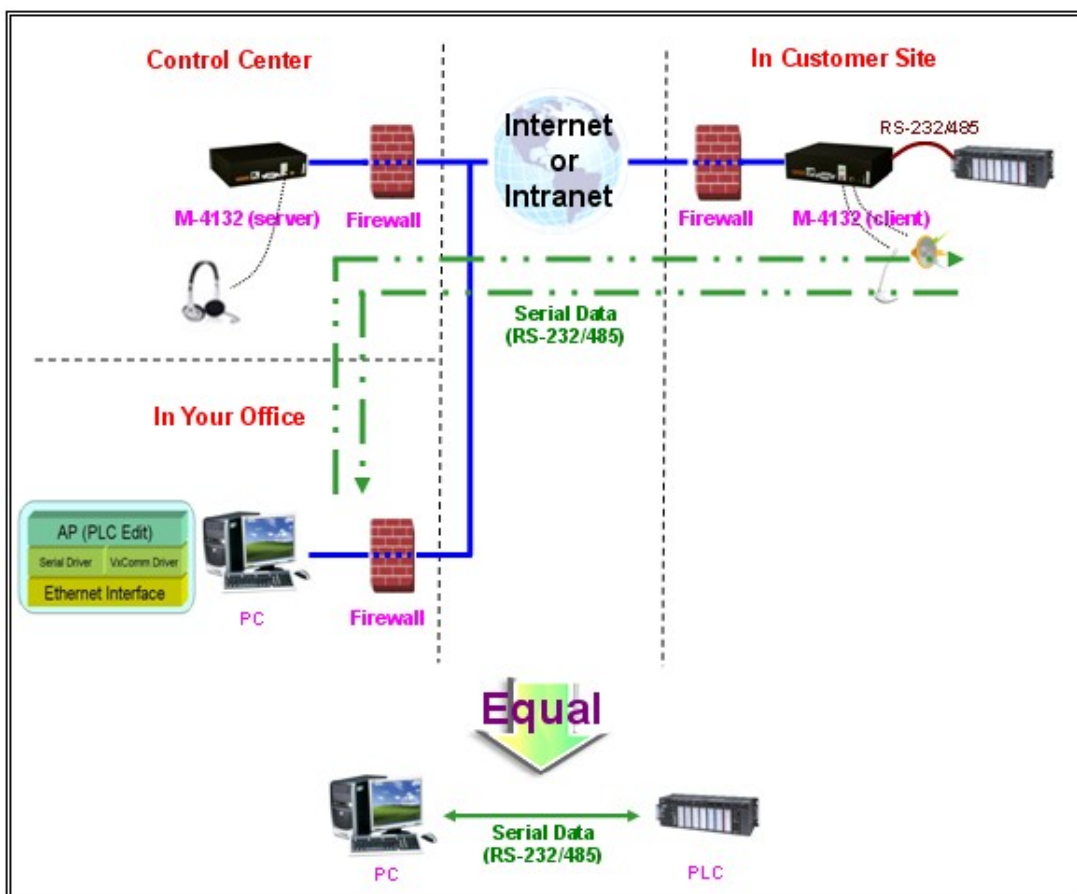 Control Center
In Customer Site
Internet
or
Intranet
RS-232/485
M-4132 (server)
Firewall
Firewall
M-4132 (client)
Serial Data
(RS-232/485)
In Your Office
AP (PLC Edit)
Serial Driver
VxComm Driver
Ethernet Interface
PC
Firewall
Equal
Serial Data
(RS-232/485)
PC
PLC